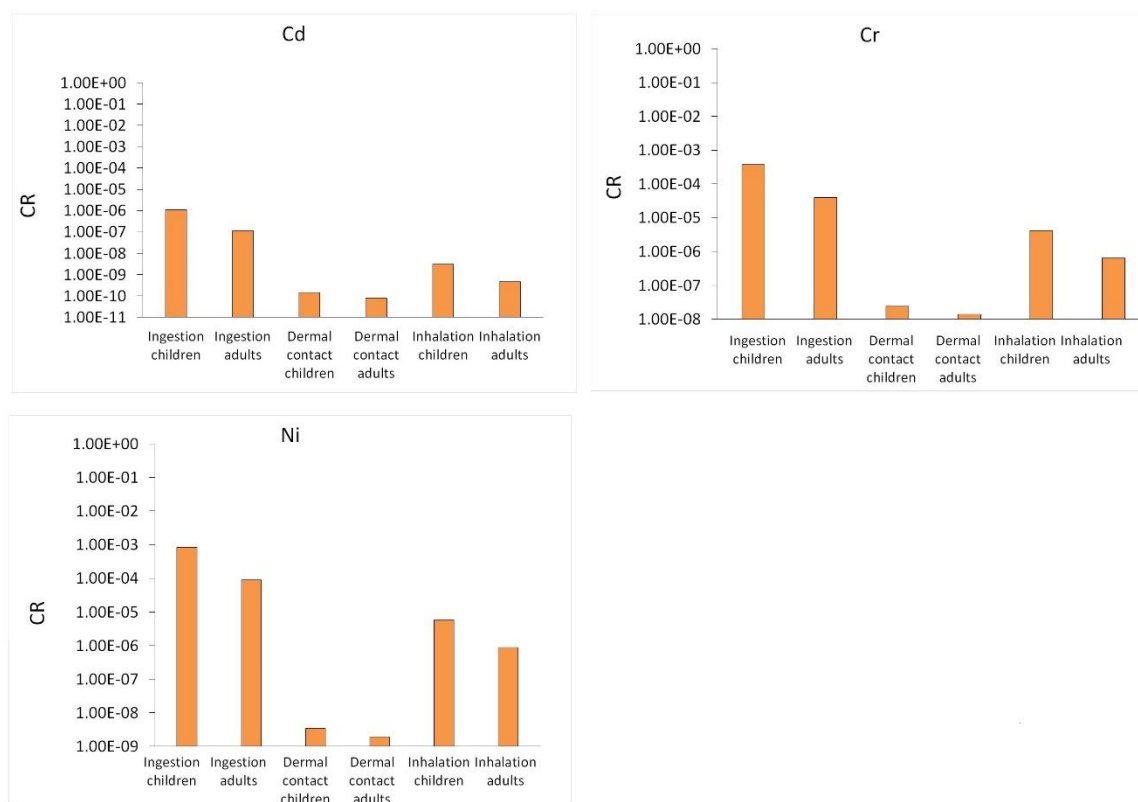 Cd
1.00E+00
1.00E-01
1.00E-02
1.00E-03
1.00E-04
1.00E-05
1.00E-06
1.00E-07
1.00E-08
1.00E-09
1.00E-10
1.00E-11
CR
Ingestion children
Ingestion adults
Dermal contact children
Dermal contact adults
Inhalation children
Inhalation adults
Cr
1.00E+00
1.00E-01
1.00E-02
1.00E-03
1.00E-04
1.00E-05
1.00E-06
1.00E-07
1.00E-08
CR
Ingestion children
Ingestion adults
Dermal contact children
Dermal contact adults
Inhalation children
Inhalation adults
Ni
1.00E+00
1.00E-01
1.00E-02
1.00E-03
1.00E-04
1.00E-05
1.00E-06
1.00E-07
1.00E-08
1.00E-09
CR
Ingestion children
Ingestion adults
Dermal contact children
Dermal contact adults
Inhalation children
Inhalation adults